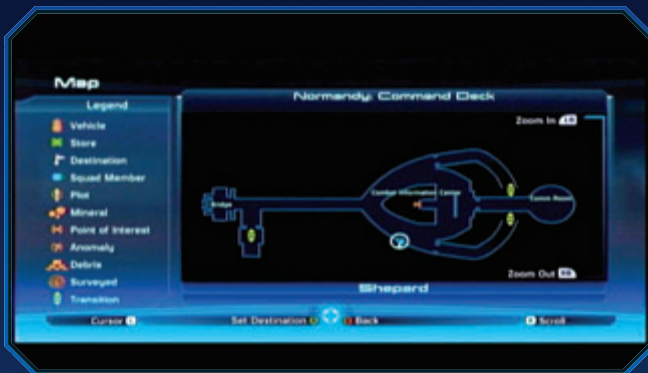 Map
Legend
Vehicle
Store
Destination
Squad Member
Plot
Mineral
Point of Interest
Anomaly
Debris
Surveyed
Transition
Normandy: Command Deck
Zoom In
Bridge
Combat Information Center
Comm Room
Zoom Out
Shepard
Cursor L
Set Destination
Back
Scroll